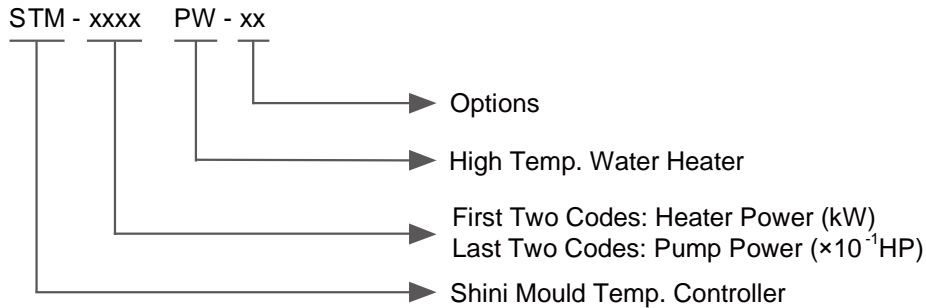 STM - xxxx PW - xx
Options
High Temp. Water Heater
First Two Codes: Heater Power (kW)
Last Two Codes: Pump Power (×10⁻¹HP)
Shini Mould Temp. Controller